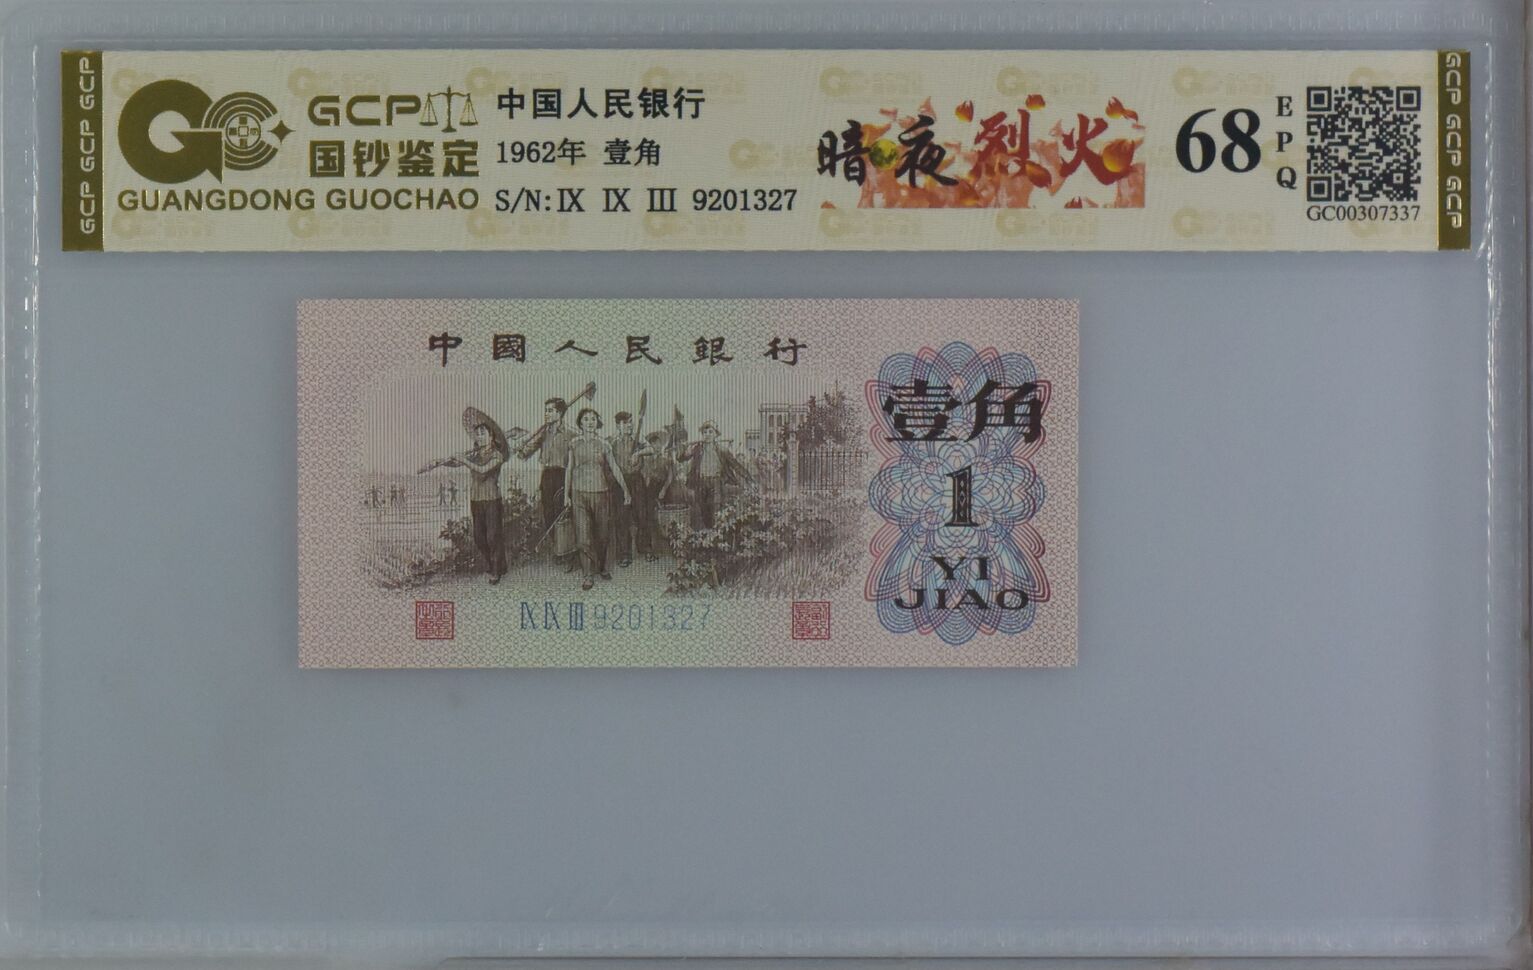 GCP GCP GCP
GCP
国钞鉴定
GUANGDONG GUOCHAO
中国人民银行
1962年 壹角
S/N: IX IX III 9201327
暗夜烈火
68
EPQ
GC00307337
GCP GCP GCP
中國人民銀行
壹角
1
YI
JIAO
IX IX III 9201327